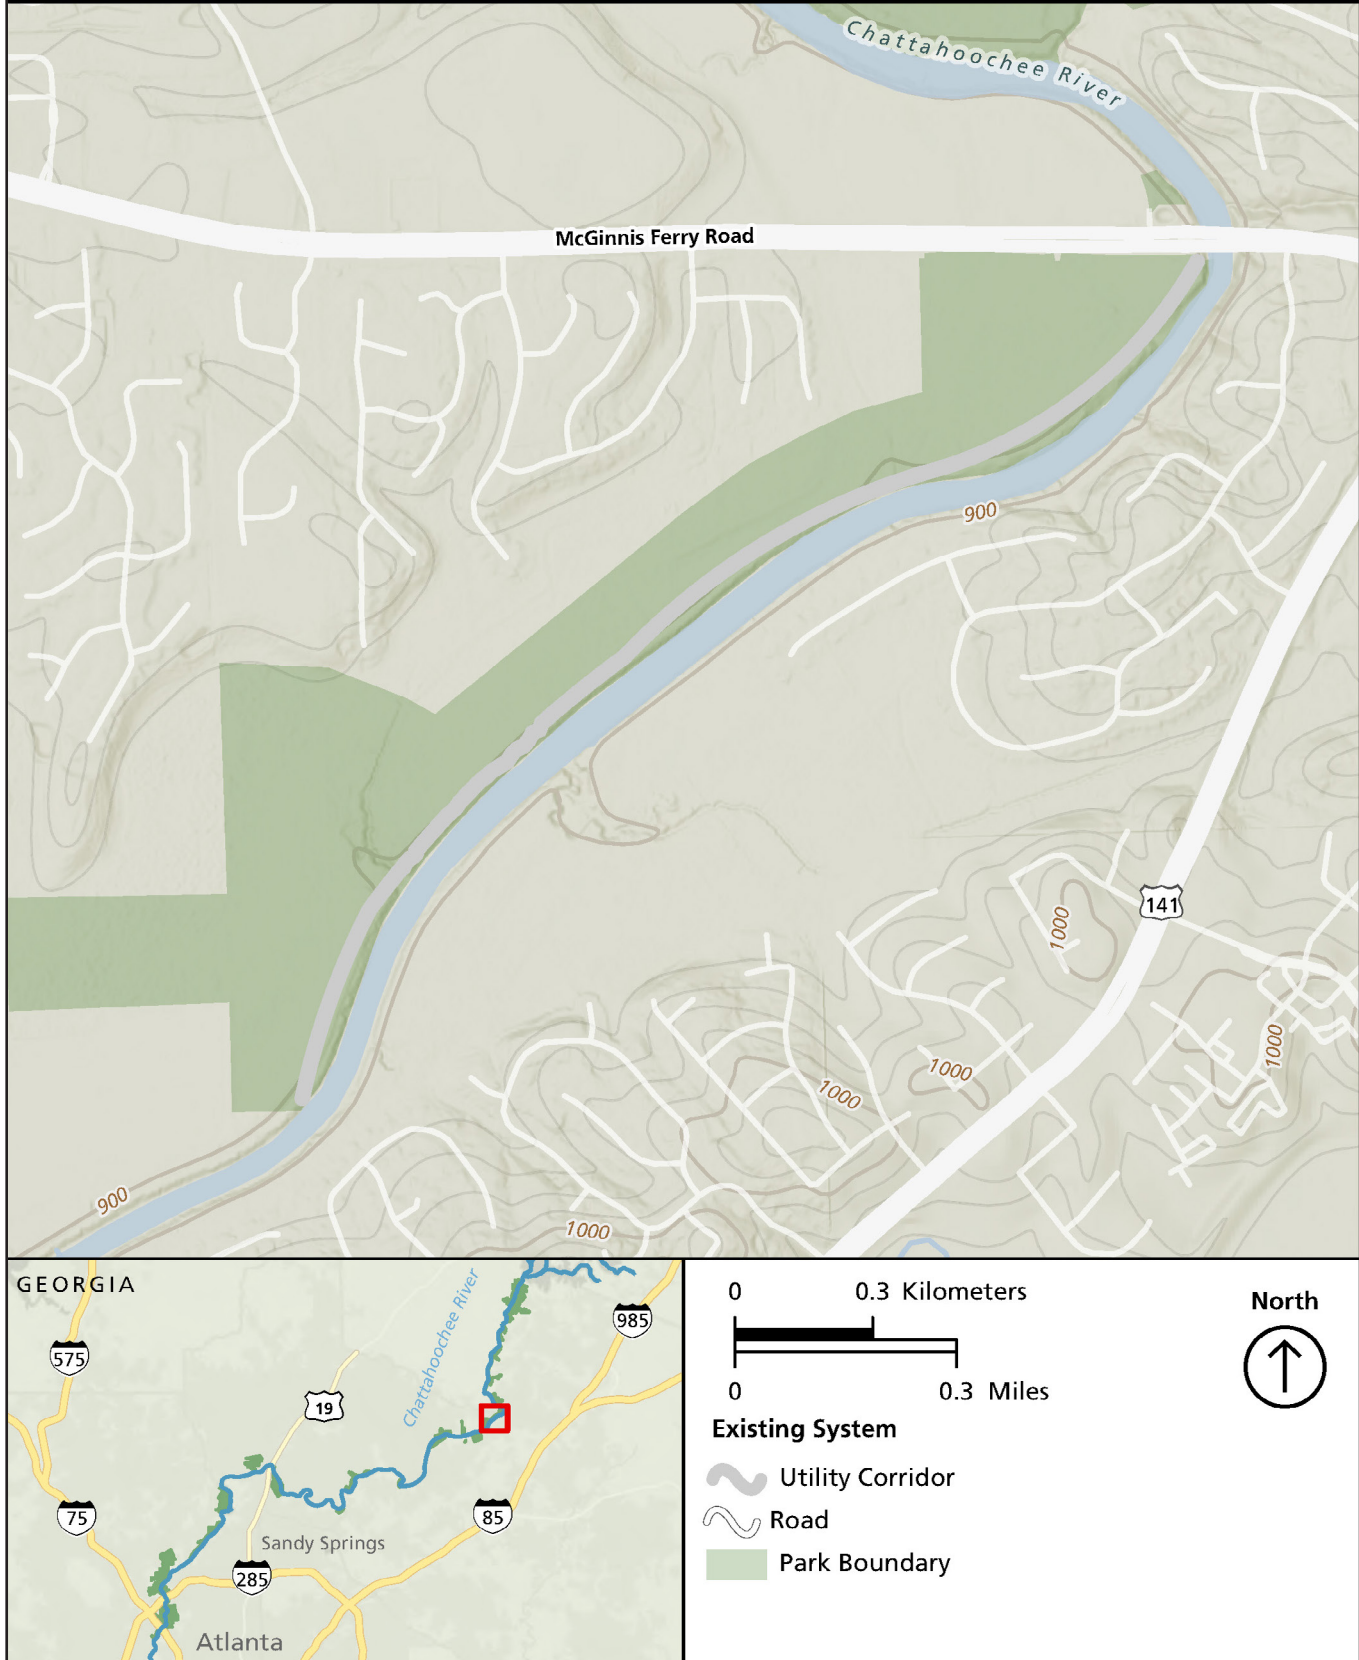 Chattahoochee River
McGinnis Ferry Road
900
141
1000
1000
1000
1000
900
1000
GEORGIA
Chattahoochee River
985
575
19
75
85
Sandy Springs
285
Atlanta
0 0.3 Kilometers
0 0.3 Miles
North
Existing System
Utility Corridor
Road
Park Boundary